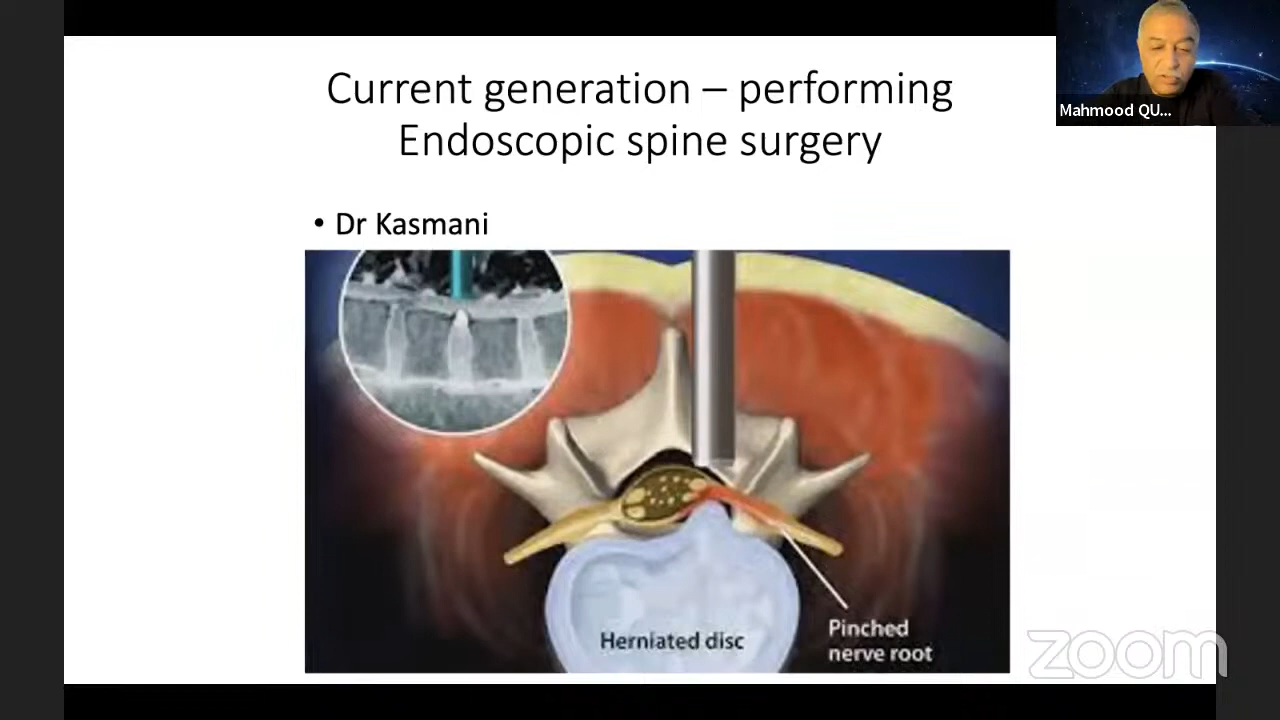 Current generation – performing
Endoscopic spine surgery
Mahmood QU...
• Dr Kasmani
Herniated disc
Pinched
nerve root
zoom